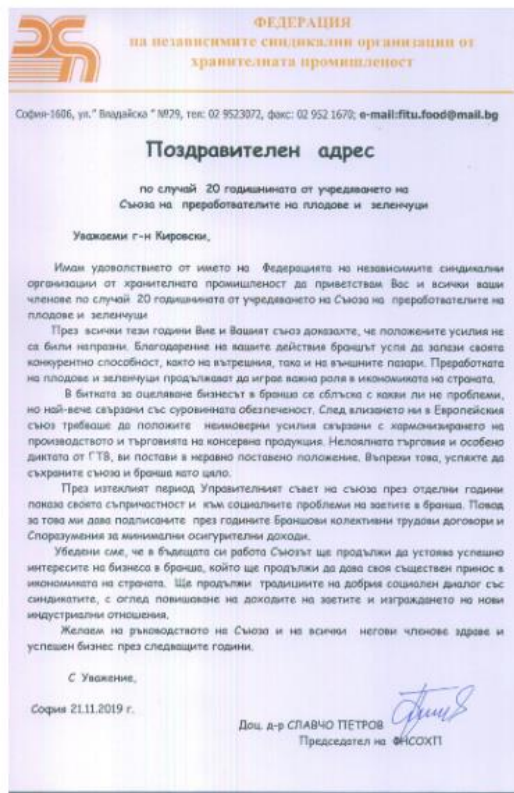 ФЕДЕРАЦИЯ
на независимите синдикални организации от
хранителната промишленост
София-1606, ул." Владайска " №29, тел: 02 9523072, факс: 02 952 1670; e-mail:fitu.food@mail.bg
Поздравителен адрес
по случай 20 годишнината от учредяването на
Съюза на преработвателите на плодове и зеленчуци
Уважаеми г-н Кировски,
Имам удоволствието от името на Федерацията на независимите синдикални
организации от хранителната промишленост да приветствам Вас и всички ваши
членове по случай 20 годишнината от учредяването на Съюза на преработвателите на
плодове и зеленчуци
През всички тези години Вие и Вашият съюз доказахте, че положените усилия не
са били напразни. Благодарение на вашите действия браншът успя да запази своята
конкурентно способност, както на вътрешния, така и на външните пазари. Преработката
на плодове и зеленчуци продължават да играе важна роля в икономиката на страната.
В битката за оцеляване бизнесът в бранша се сблъска с какви ли не проблеми,
но най-вече свързани със суровинната обезпеченост. След влизането ни в Европейския
съюз трябваше да положите неимоверни усилия свързани с хармонизирането на
производството и търговията на консервна продукция. Нелоялната търговия и особено
диктата от ГТВ, ви постави в неравно поставено положение. Въпреки това, успяхте да
съхраните съюза и бранша като цяло.
През изтеклият период Управителният съвет на съюза през отделни години
показа своята съпричастност и към социалните проблеми на заетите в бранша. Повод
за това ми дава подписаните през годините Браншови колективни трудови договори и
Споразумения за минимални осигурителни доходи.
Убедени сме, че в бъдещата си работа Съюзът ще продължи да устоява успешно
интересите на бизнеса в бранша, който ще продължи да дава своя съществен принос в
икономиката на страната. Ще продължи традициите на добрия социален диалог със
синдикатите, с оглед повишаване на доходите на заетите и изграждането на нови
индустриални отношения.
Желаем на ръководството на Съюза и на всички негови членове здраве и
успешен бизнес през следващите години.
С Уважение,
София 21.11.2019 г.
Доц. д-р СЛАВЧО ПЕТРОВ
Председател на ФНСОХП